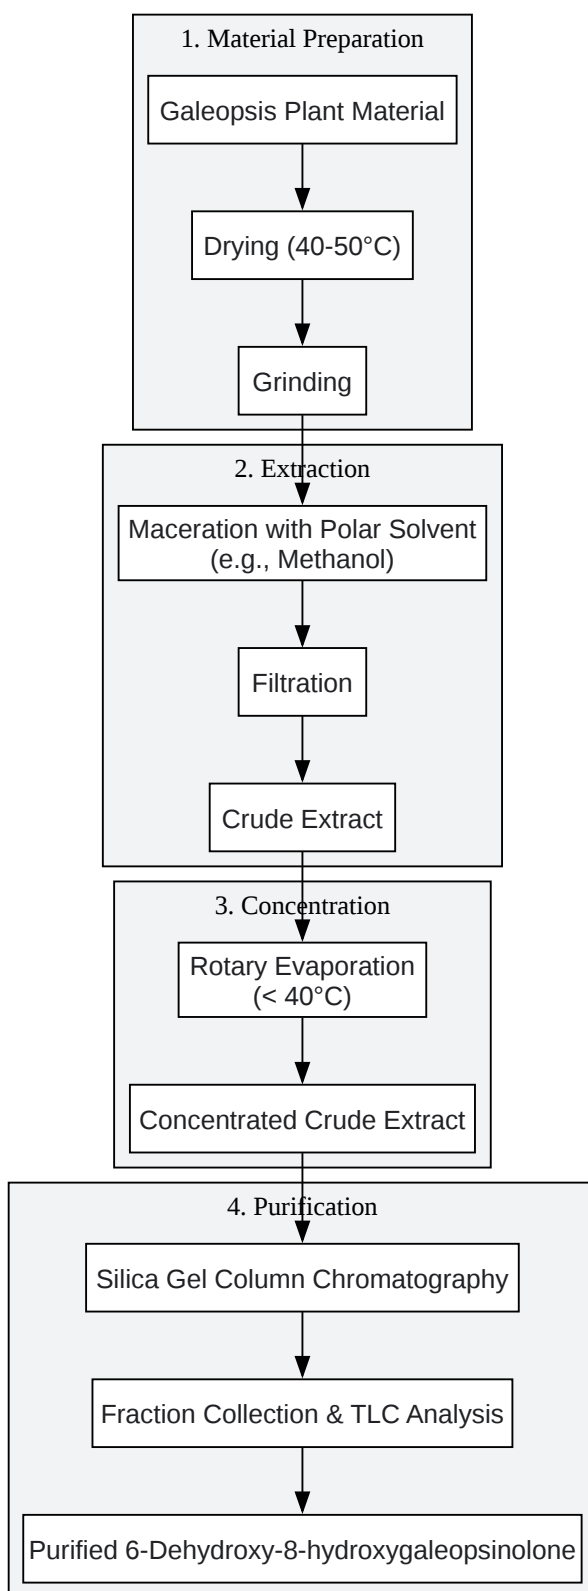 1. Material Preparation
Galeopsis Plant Material
Drying (40-50°C)
Grinding
2. Extraction
Maceration with Polar Solvent
(e.g., Methanol)
Filtration
Crude Extract
3. Concentration
Rotary Evaporation
(< 40°C)
Concentrated Crude Extract
4. Purification
Silica Gel Column Chromatography
Fraction Collection & TLC Analysis
Purified 6-Dehydroxy-8-hydroxygaleopsinolone